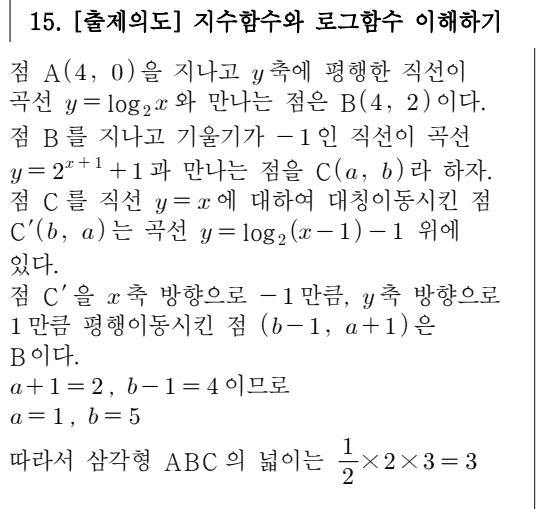 15. [출제의도] 지수함수와 로그함수 이해하기
점 A(4, 0)을 지나고 y축에 평행한 직선이
곡선 y=log₂x와 만나는 점은 B(4, 2)이다.
점 B를 지나고 기울기가 −1인 직선이 곡선
y=2^{x+1}+1과 만나는 점을 C(a, b)라 하자.
점 C를 직선 y=x에 대하여 대칭이동시킨 점
C′(b, a)는 곡선 y=log₂(x−1)−1 위에
있다.
점 C′을 x축 방향으로 −1만큼, y축 방향으로
1만큼 평행이동시킨 점 (b−1, a+1)은
B이다.
a+1=2, b−1=4이므로
a=1, b=5
따라서 삼각형 ABC의 넓이는 1/2×2×3=3